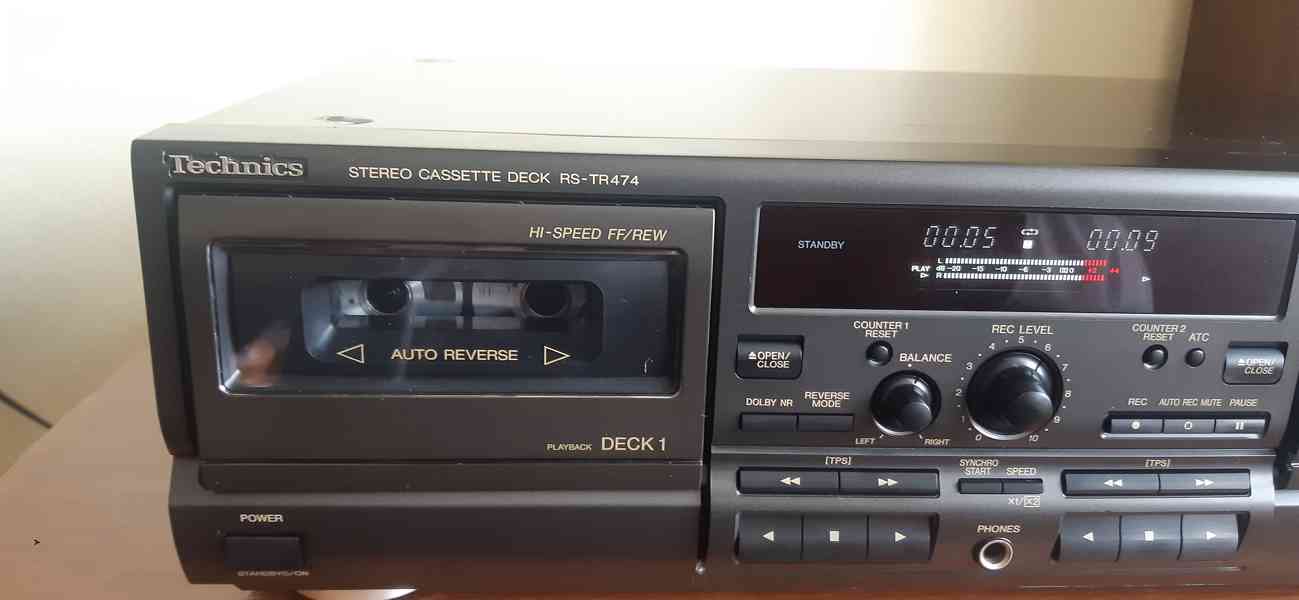 Technics
STEREO CASSETTE DECK RS-TR474
HI-SPEED FF/REW
AUTO REVERSE
PLAYBACK DECK 1
POWER
STANDBY/ON
STANDBY
00.05
00.09
L
PLAY dB -20 -15 -10 -6 -3 0 +2 +4
R
OPEN/
CLOSE
COUNTER 1
RESET
BALANCE
LEFT RIGHT
REC LEVEL
0 2 3 4 5 6 7 8 9 10
COUNTER 2
RESET
ATC
OPEN/
CLOSE
DOLBY NR
REVERSE
MODE
REC
AUTO REC MUTE
PAUSE
[TPS]
SYNCHRO
START
SPEED
X1/X2
[TPS]
PHONES